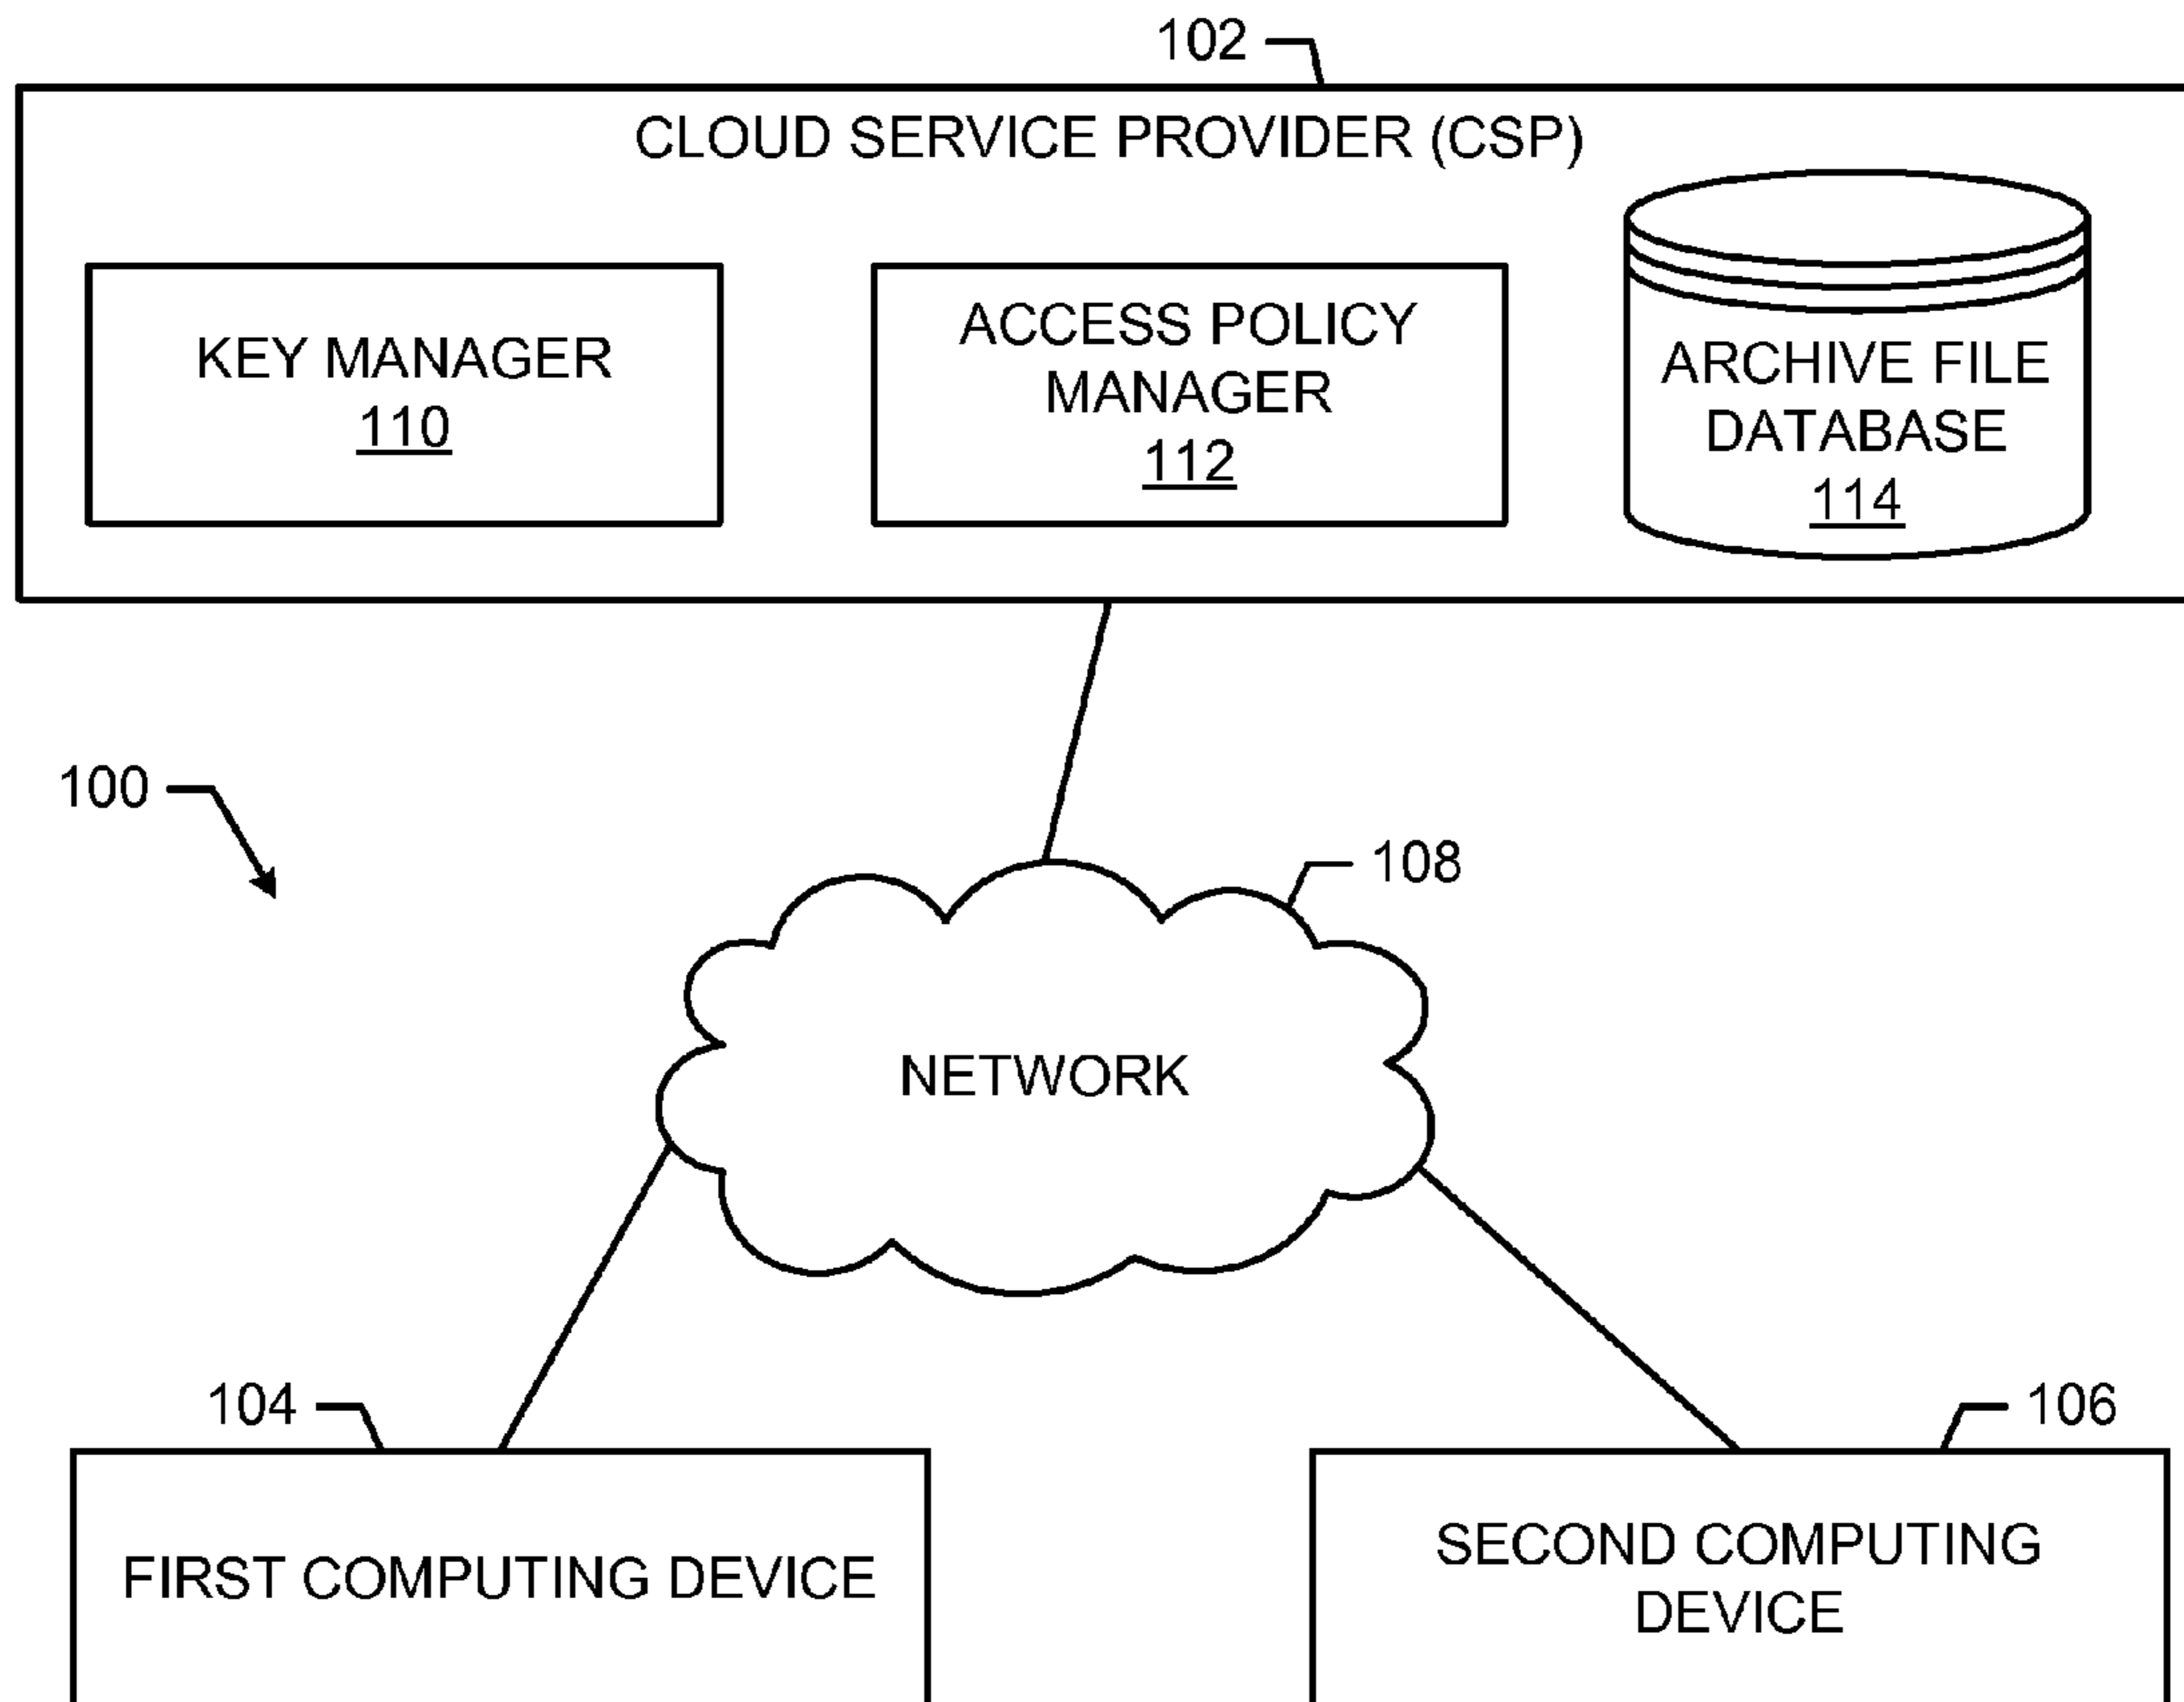 102
CLOUD SERVICE PROVIDER (CSP)
KEY MANAGER
110
ACCESS POLICY
MANAGER
112
ARCHIVE FILE
DATABASE
114
100
108
NETWORK
104
106
FIRST COMPUTING DEVICE
SECOND COMPUTING
DEVICE